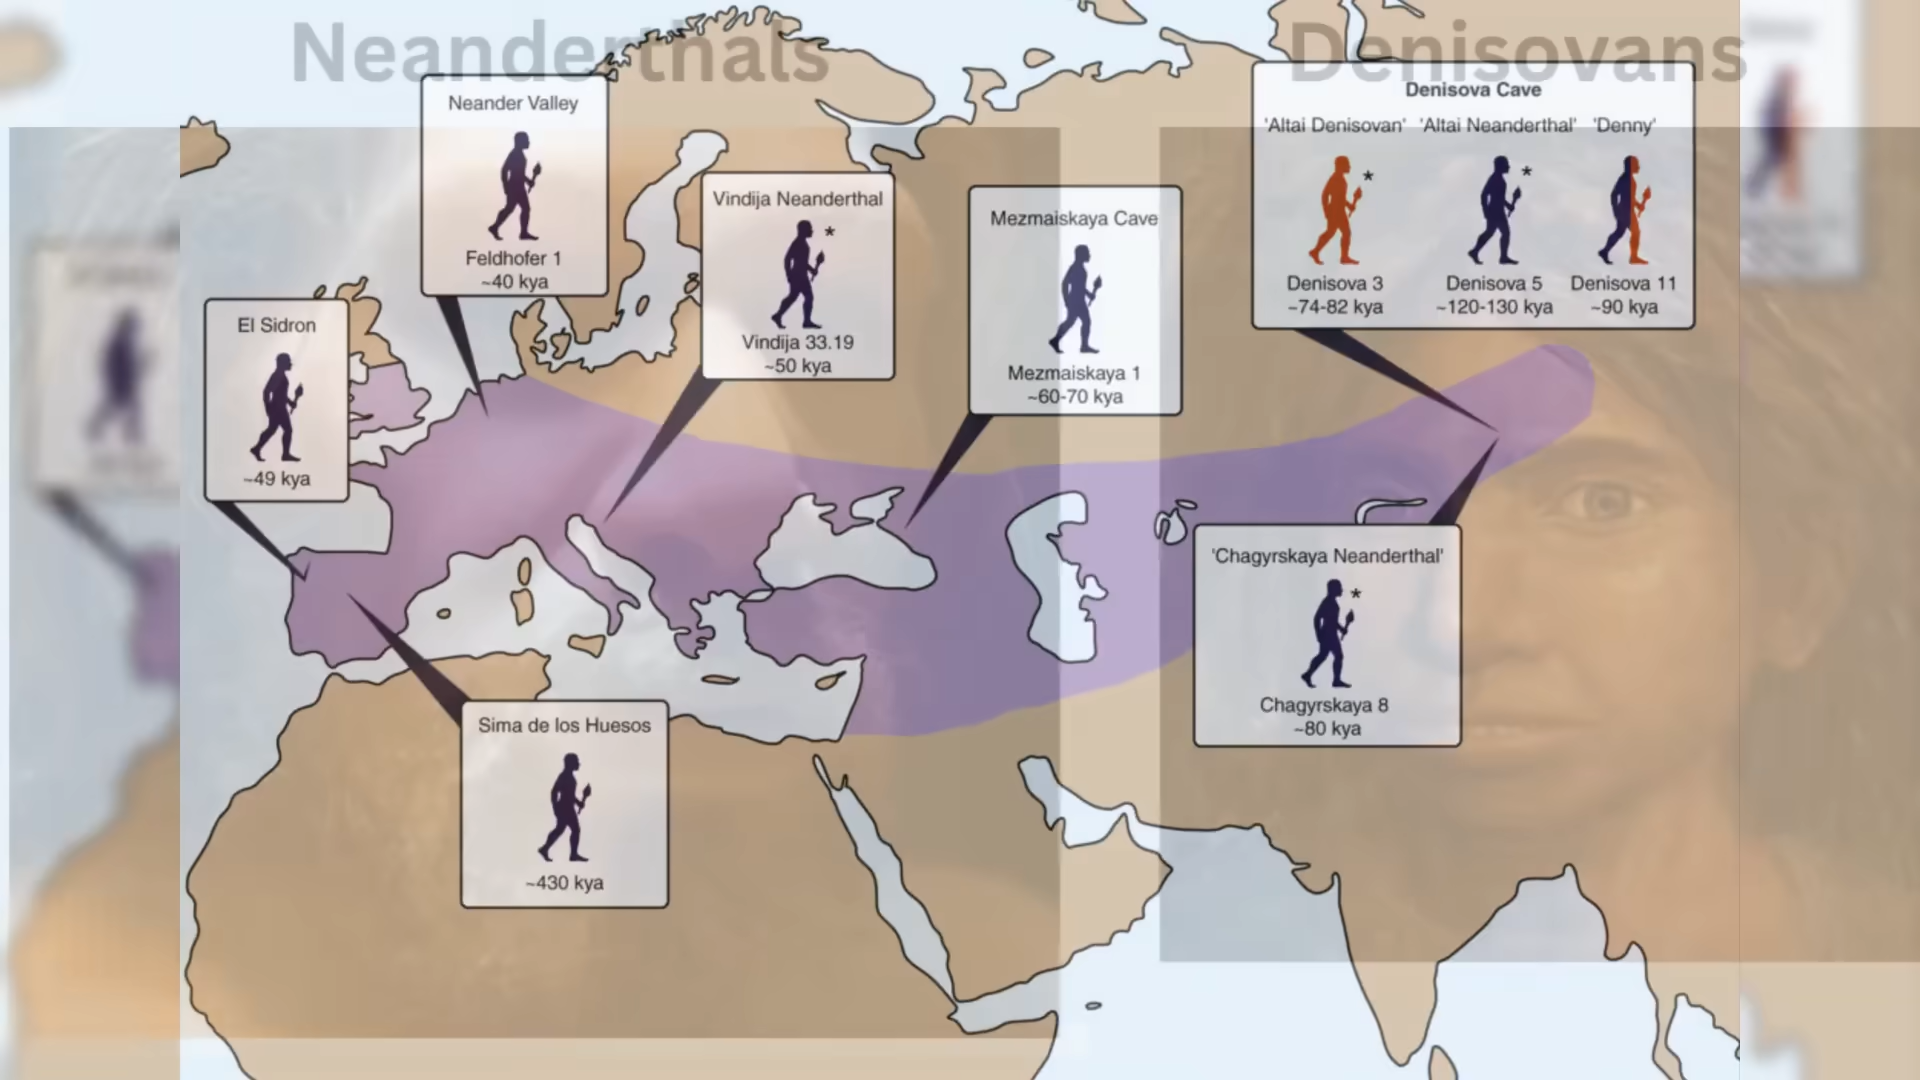 Neanderthals
Denisovans
Neander Valley
Feldhofer 1
~40 kya
Vindija Neanderthal
*
Vindija 33.19
~50 kya
Mezmaiskaya Cave
Mezmaiskaya 1
~60-70 kya
Denisova Cave
'Altai Denisovan' 'Altai Neanderthal' 'Denny'
* *
Denisova 3 Denisova 5 Denisova 11
~74-82 kya ~120-130 kya ~90 kya
El Sidron
~49 kya
'Chagyrskaya Neanderthal'
*
Chagyrskaya 8
~80 kya
Sima de los Huesos
~430 kya